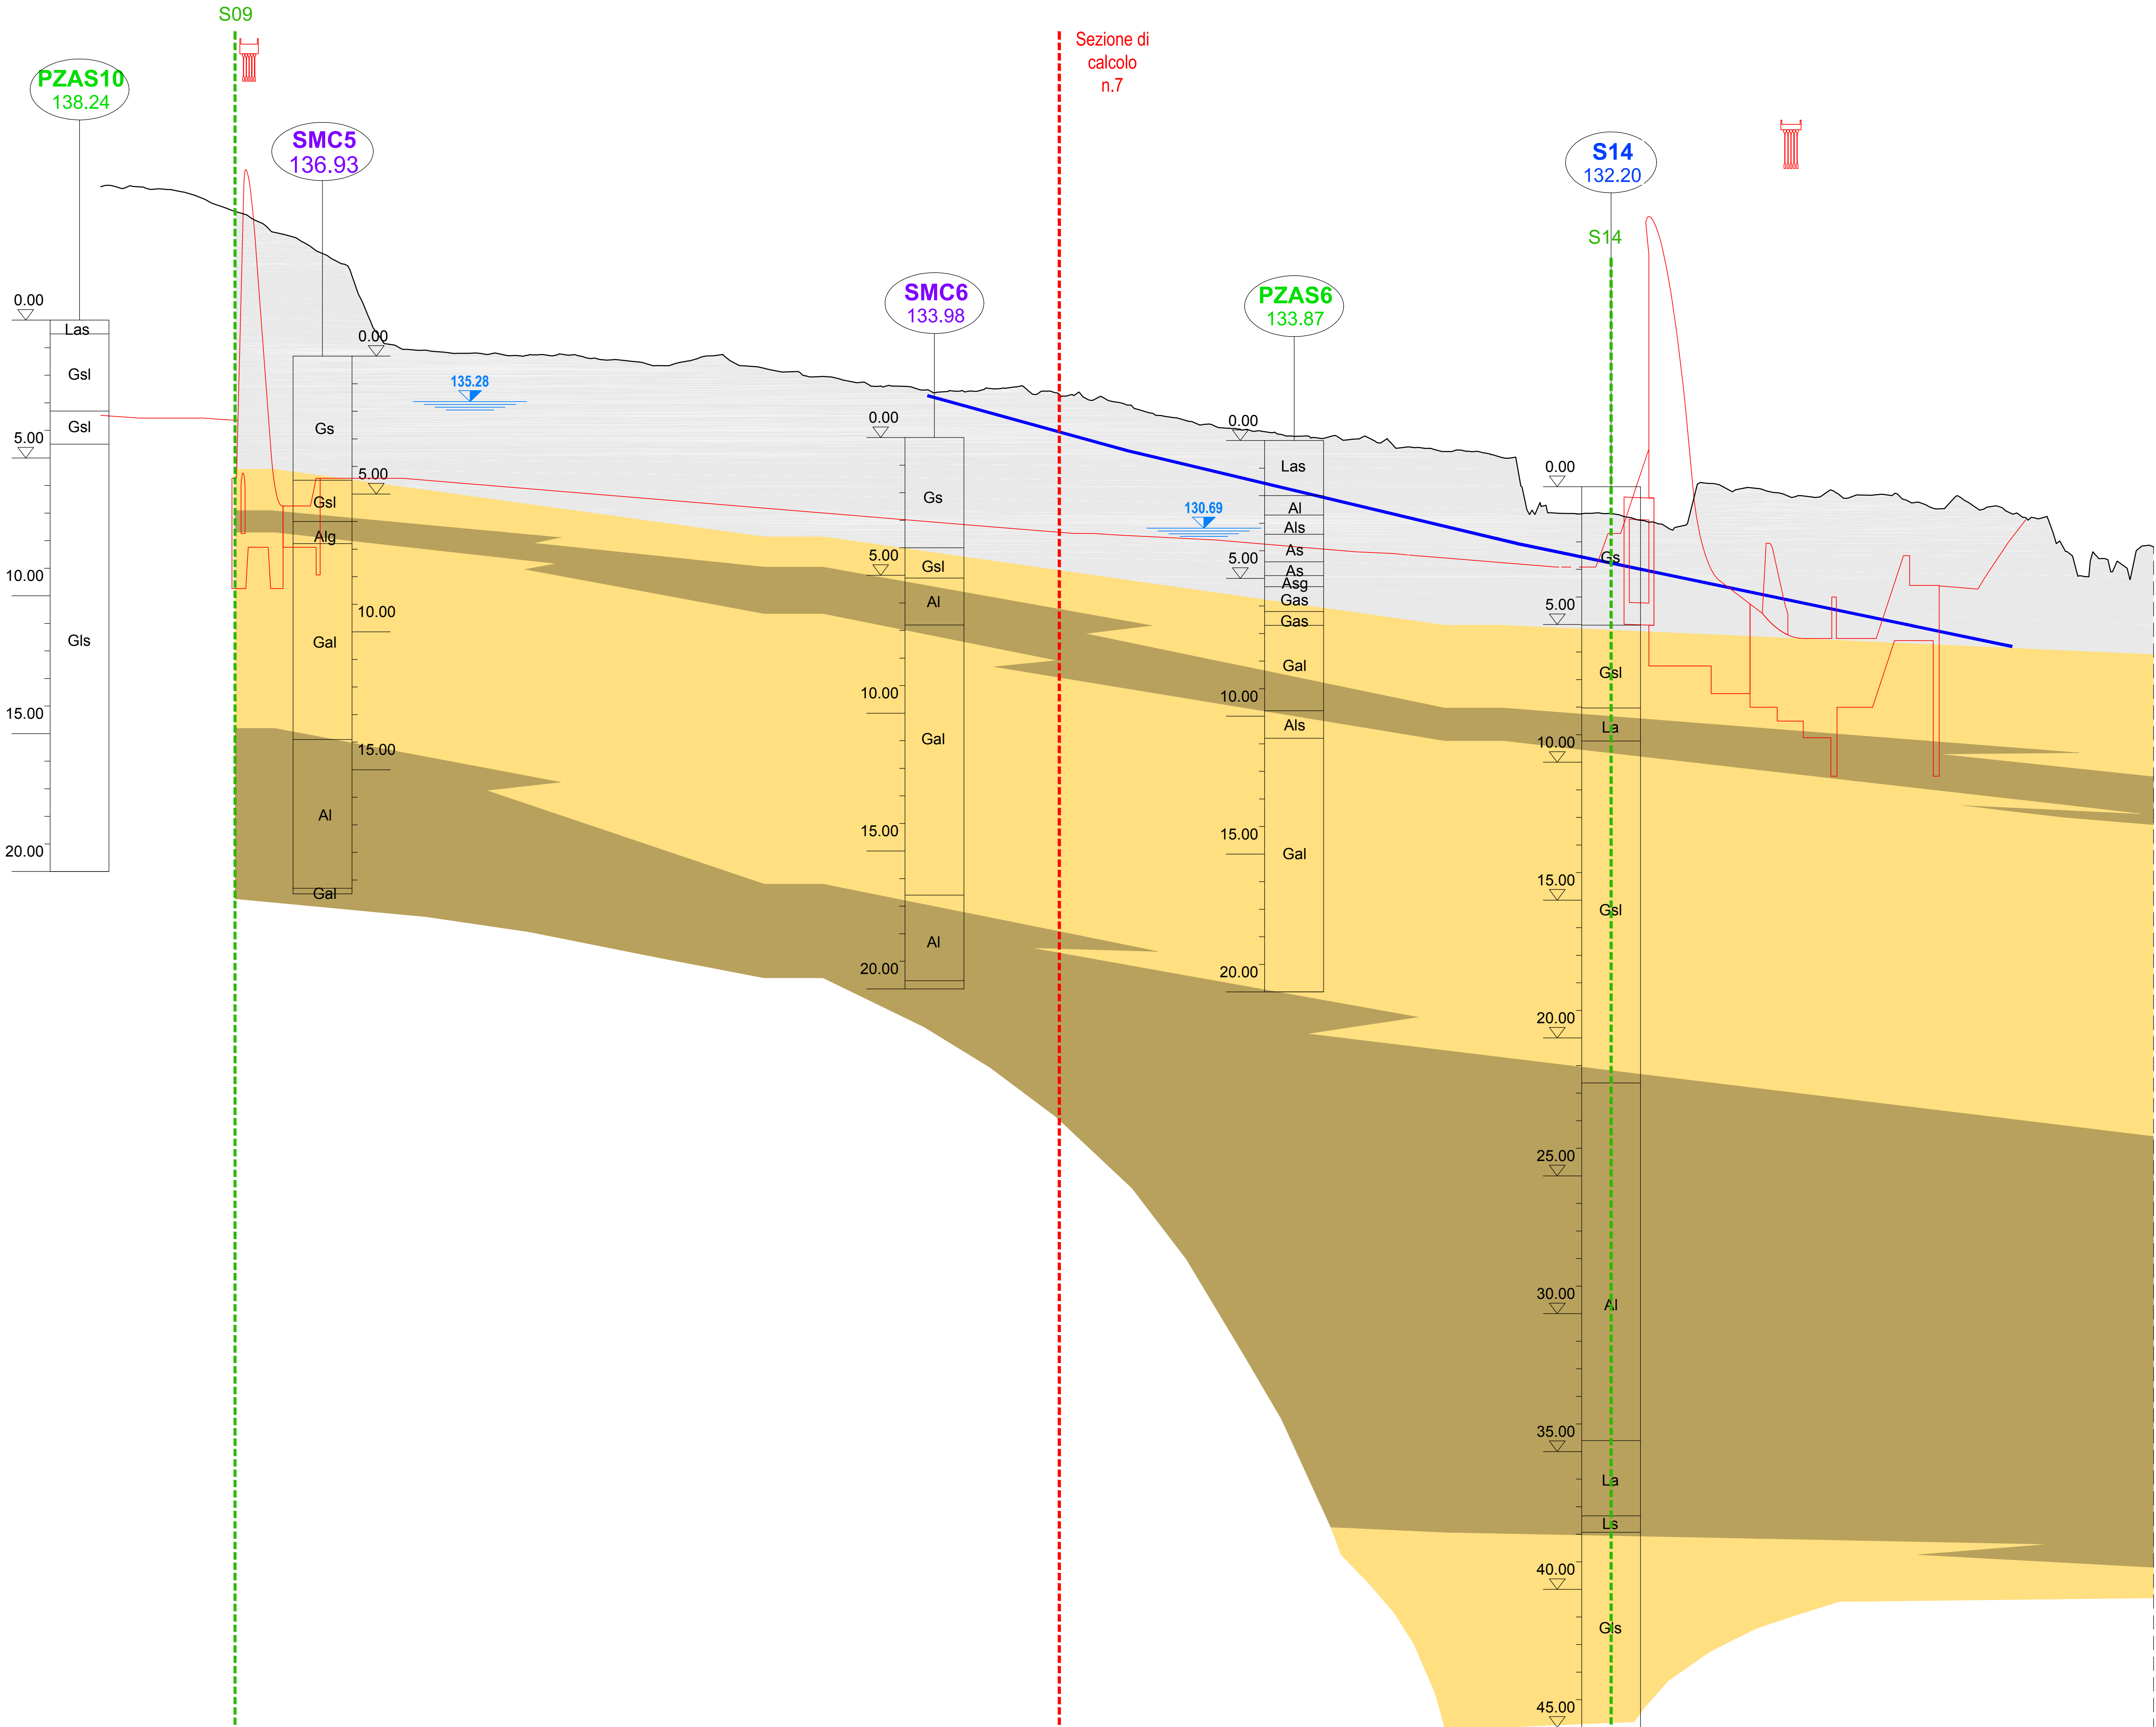 S09
Sezione di
calcolo
n.7
PZAS10
138.24
SMC5
136.93
S14
132.20
S14
SMC6
133.98
PZAS6
133.87
135.28
130.69
0.00
5.00
10.00
15.00
20.00
Las
Gsl
Gsl
Gls
0.00
5.00
10.00
15.00
Gs
Gsl
Alg
Gal
Al
Gal
0.00
5.00
10.00
15.00
20.00
Gs
Gsl
Al
Gal
Al
0.00
5.00
10.00
15.00
20.00
Las
Al
Als
As
As
Asg
Gas
Gas
Gal
Als
Gal
0.00
5.00
10.00
15.00
20.00
25.00
30.00
35.00
40.00
45.00
Gs
Gsl
La
Gsl
Al
La
Ls
Gls